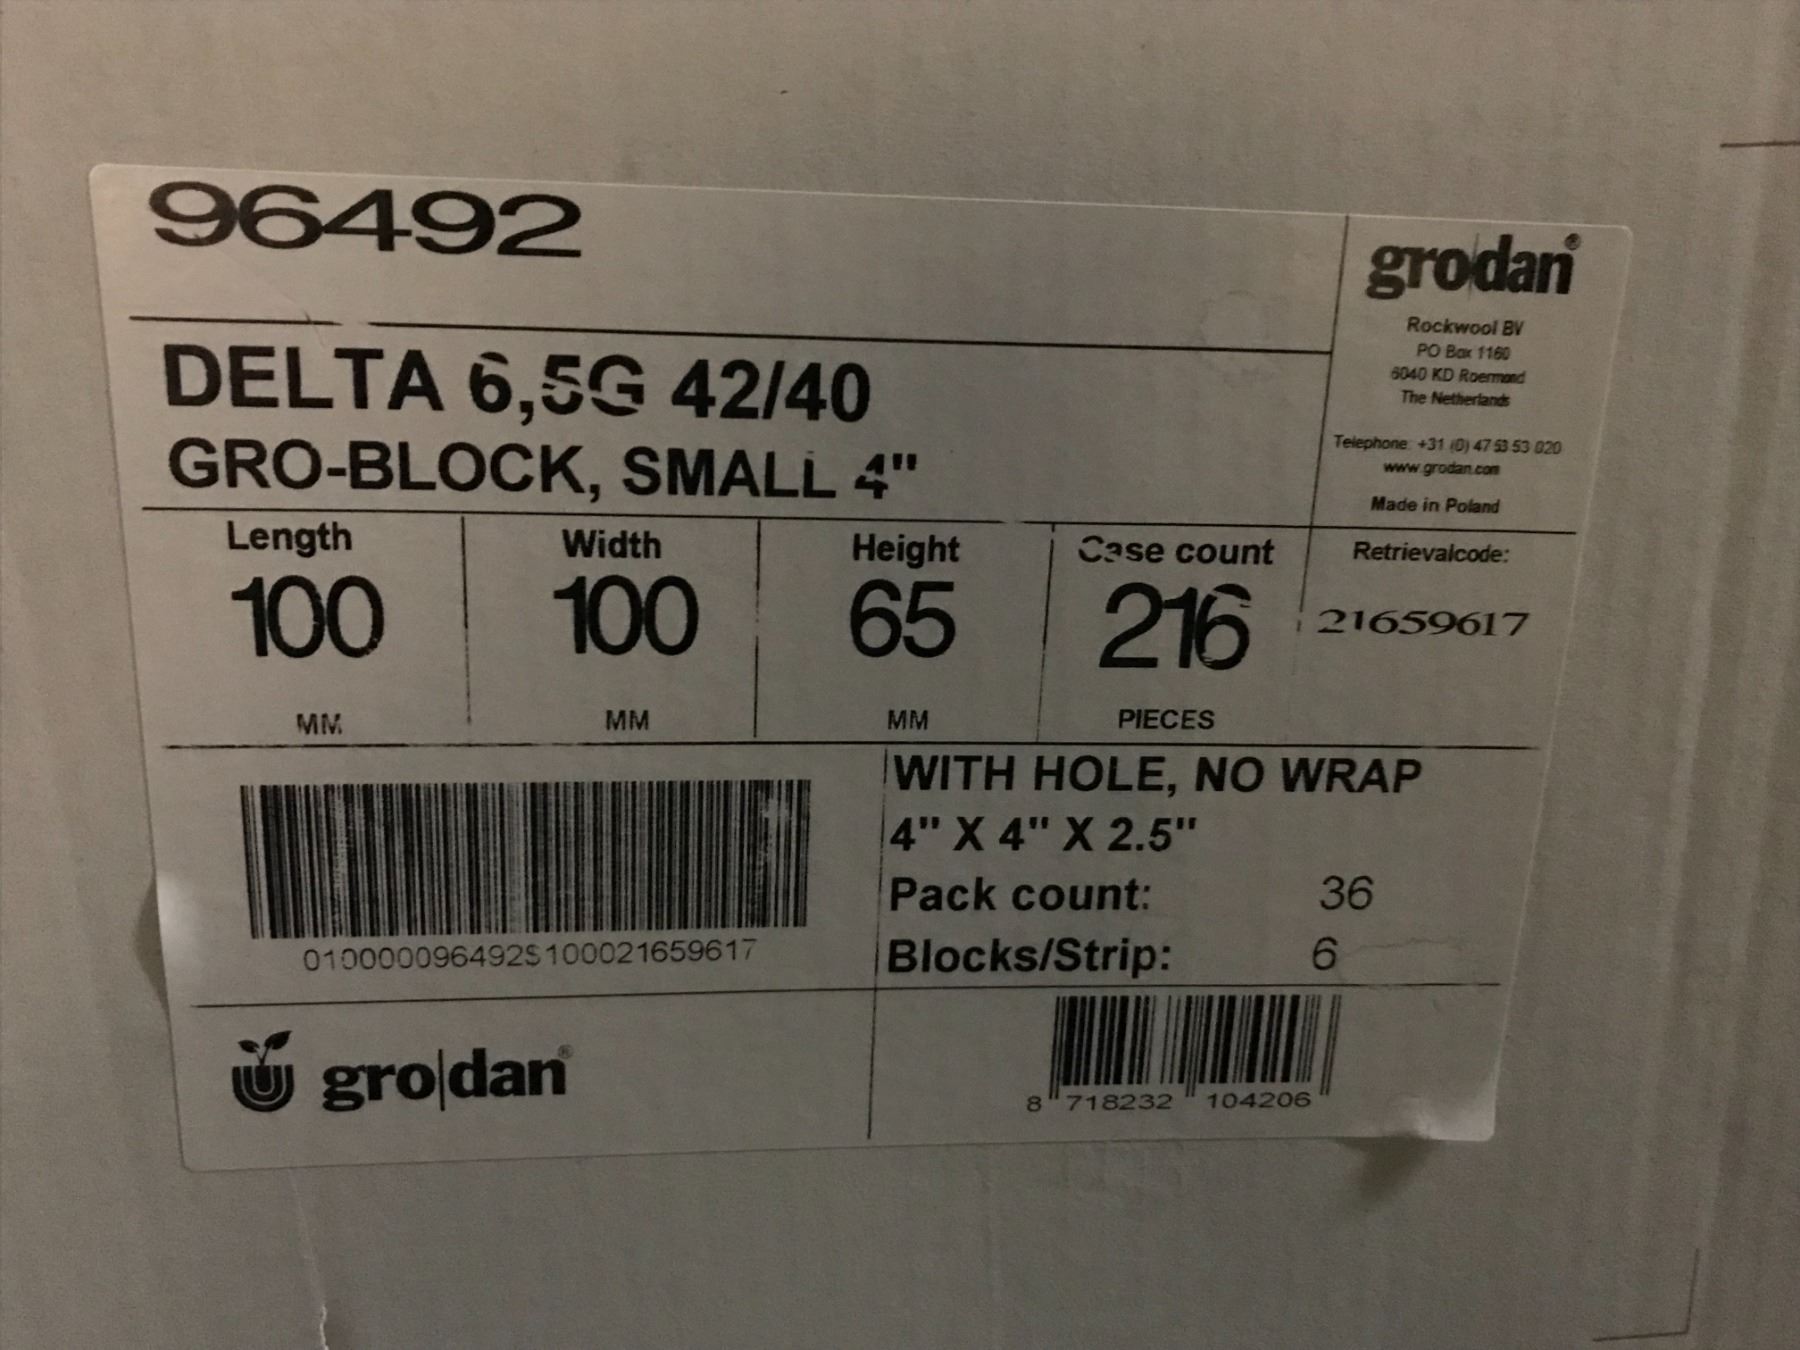 96492
grodan®
Rockwool BV
PO Box 1160
6040 KD Roermond
The Netherlands
Telephone: +31 (0) 47 53 53 020
www.grodan.com
Made in Poland
DELTA 6,5G 42/40
GRO-BLOCK, SMALL 4"
Length
100
MM
Width
100
MM
Height
65
MM
Case count
216
PIECES
Retrievalcode:
21659617
WITH HOLE, NO WRAP
4" X 4" X 2.5"
Pack count: 36
Blocks/Strip: 6
010000096492S100021659617
gro|dan®
8 718232 104206